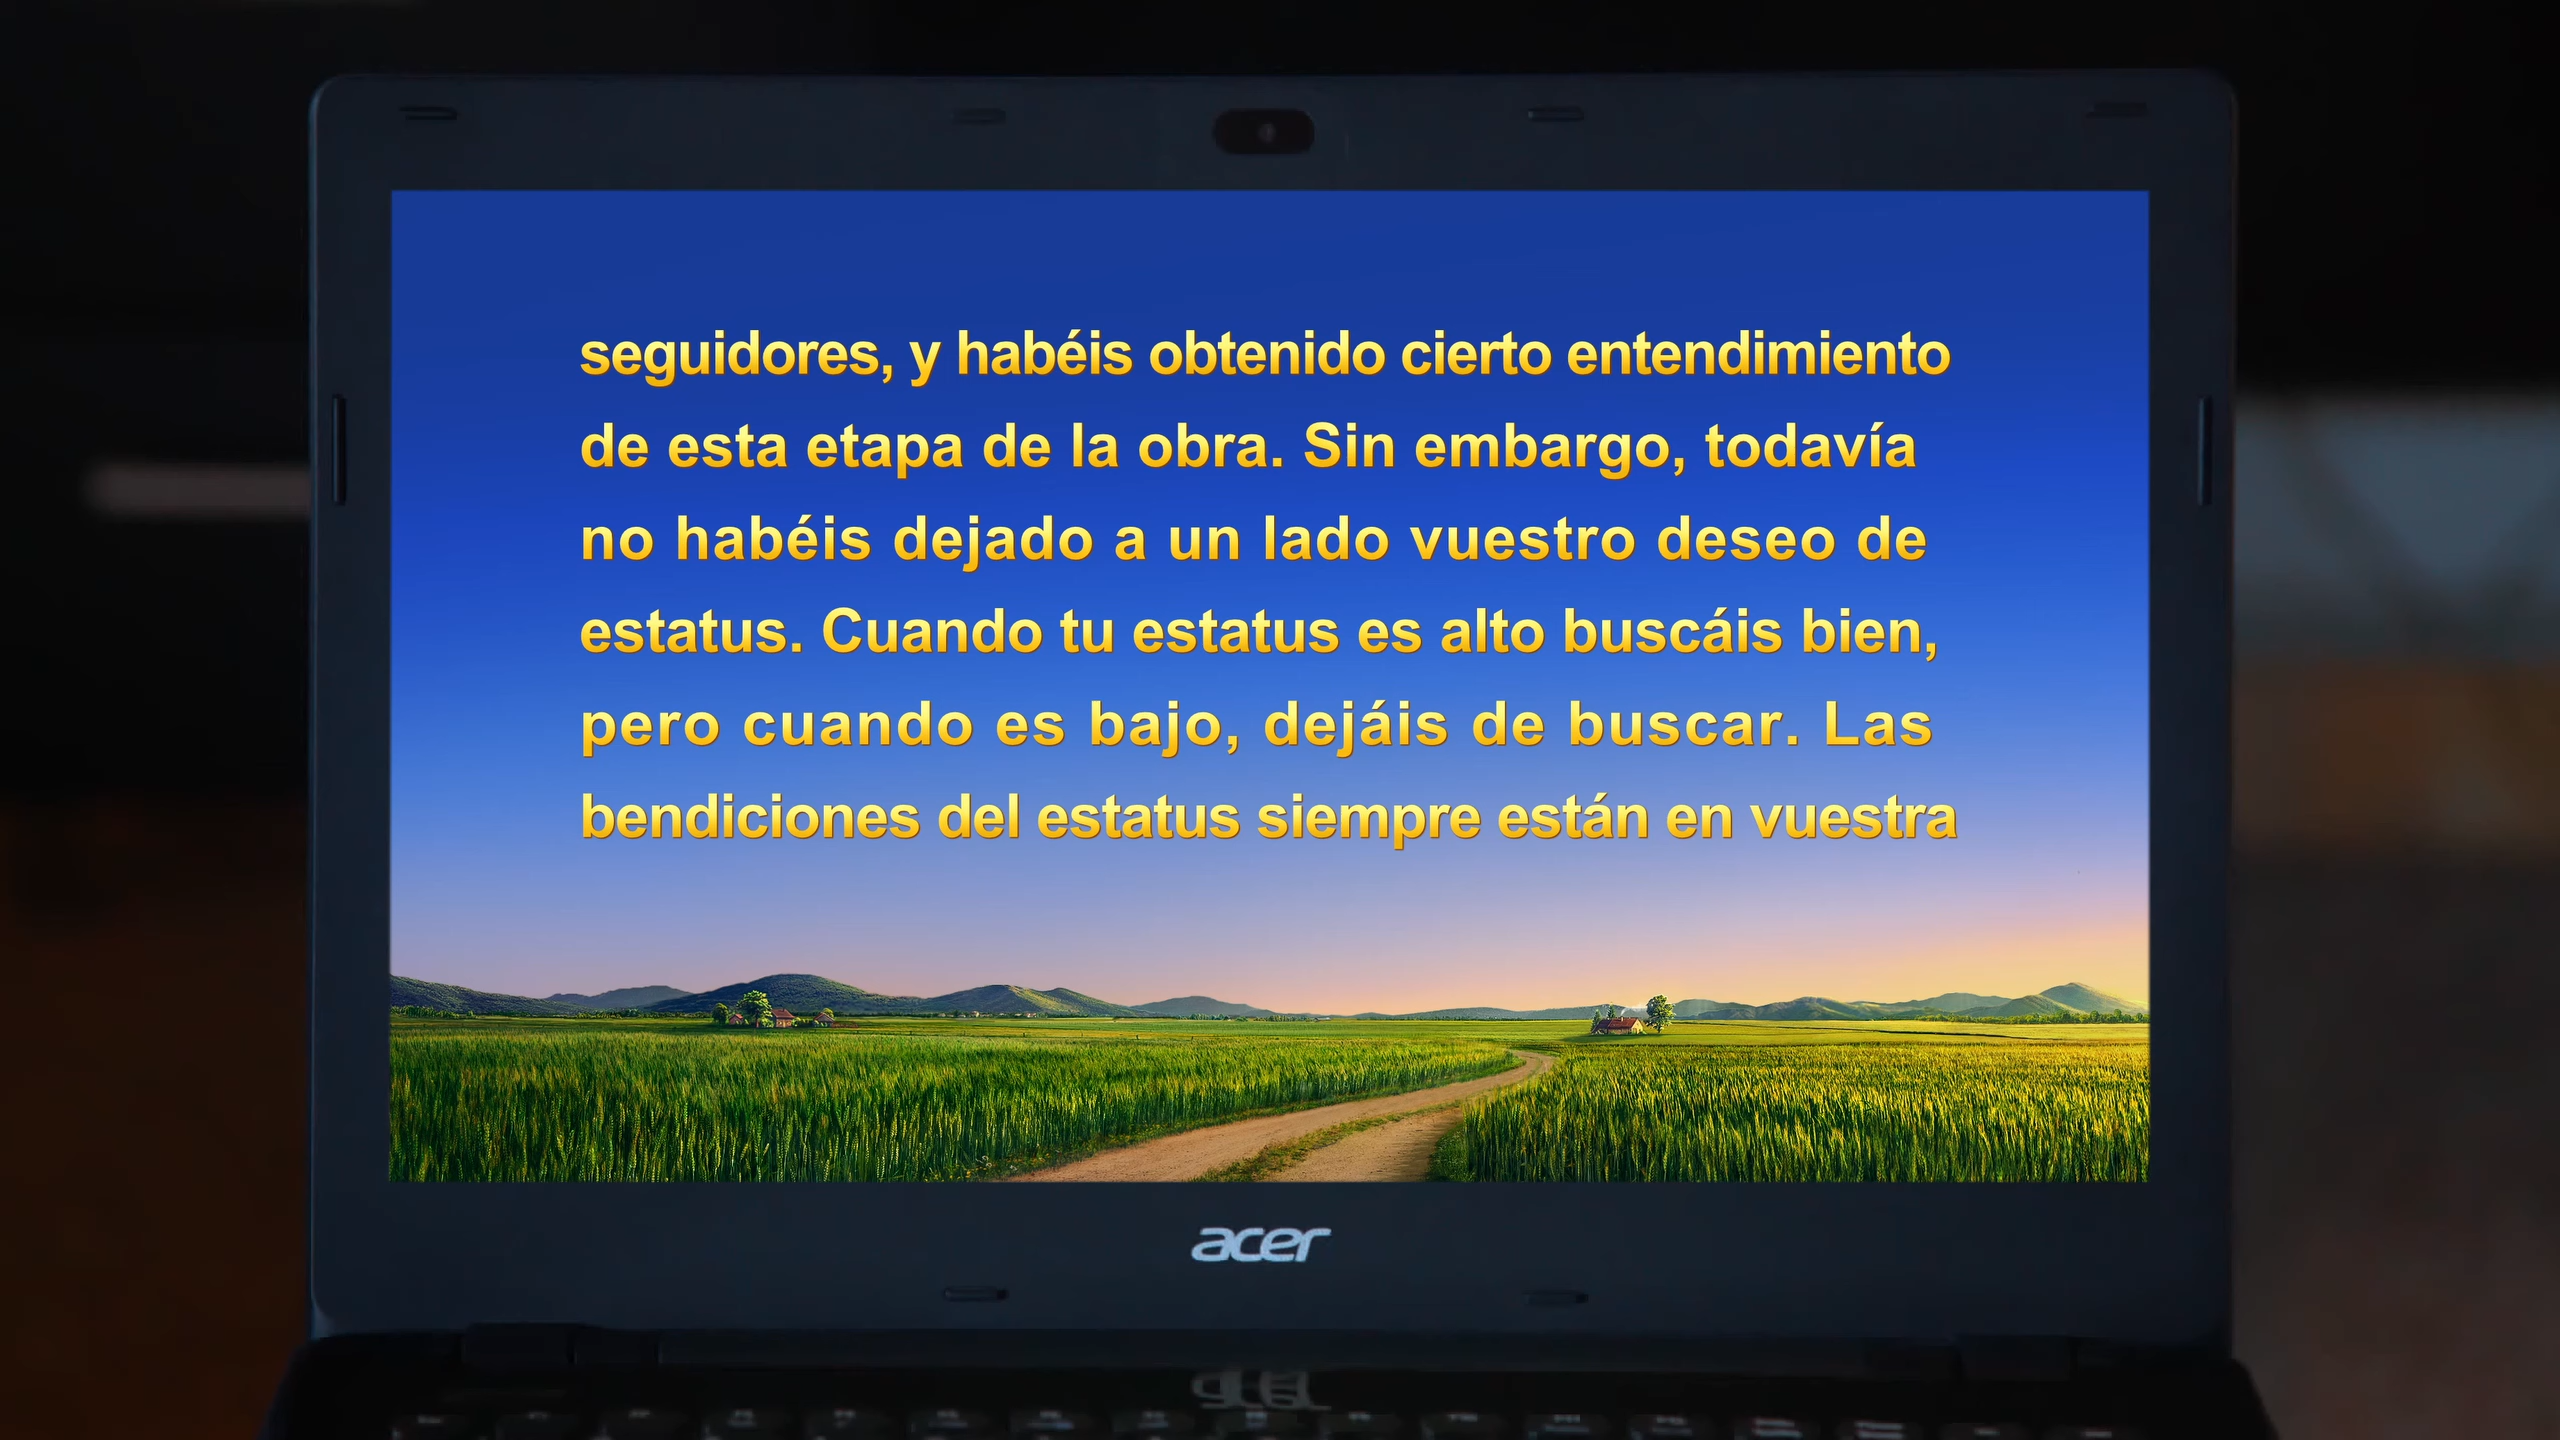 seguidores, y habéis obtenido cierto entendimiento
de esta etapa de la obra. Sin embargo, todavía
no habéis dejado a un lado vuestro deseo de
estatus. Cuando tu estatus es alto buscáis bien,
pero cuando es bajo, dejáis de buscar. Las
bendiciones del estatus siempre están en vuestra
acer